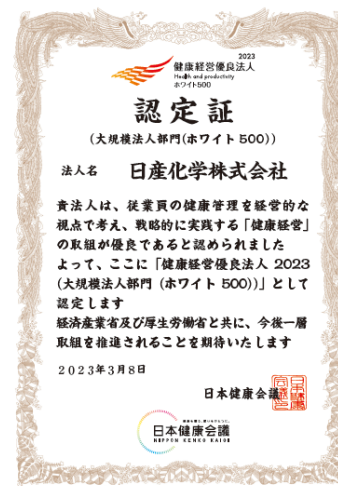 2023
健康経営優良法人
Health and productivity
ホワイト500
認定証
(大規模法人部門(ホワイト500))
法人名 日産化学株式会社
貴法人は、従業員の健康管理を経営的な
視点で考え、戦略的に実践する「健康経営」
の取組が優良であると認められました
よって、ここに「健康経営優良法人 2023
(大規模法人部門 (ホワイト 500))」として
認定します
経済産業省及び厚生労働省と共に、今後一層
取組を推進されることを期待いたします
2023年3月8日
日本健康会議
日本健康会議
NIPPON KENKO KAIGI